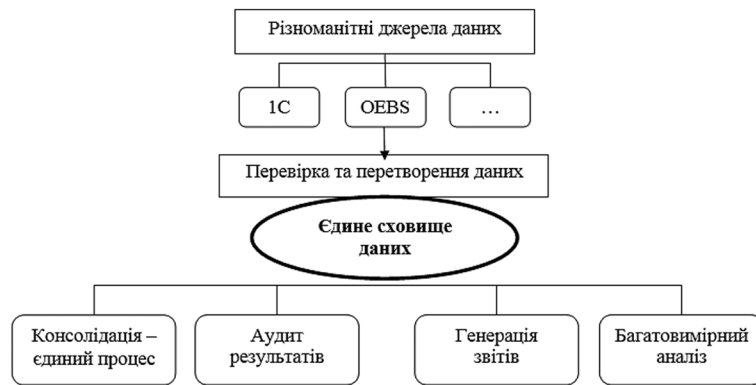 Різноманітні джерела даних
1С
OEBS
…
Перевірка та перетворення даних
Єдине сховище
даних
Консолідація –
єдиний процес
Аудит
результатів
Генерація
звітів
Багатовимірний
аналіз